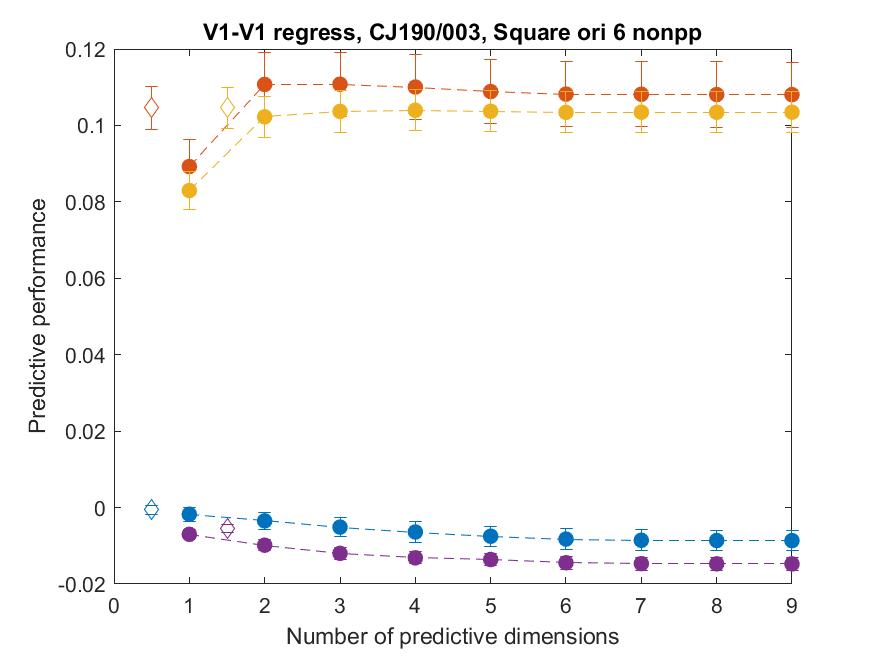 V1-V1 regress, CJ190/003, Square ori 6 nonpp
0.12
0.1
0.08
0.06
0.04
0.02
0
-0.02
Predictive performance
0 1 2 3 4 5 6 7 8 9
Number of predictive dimensions